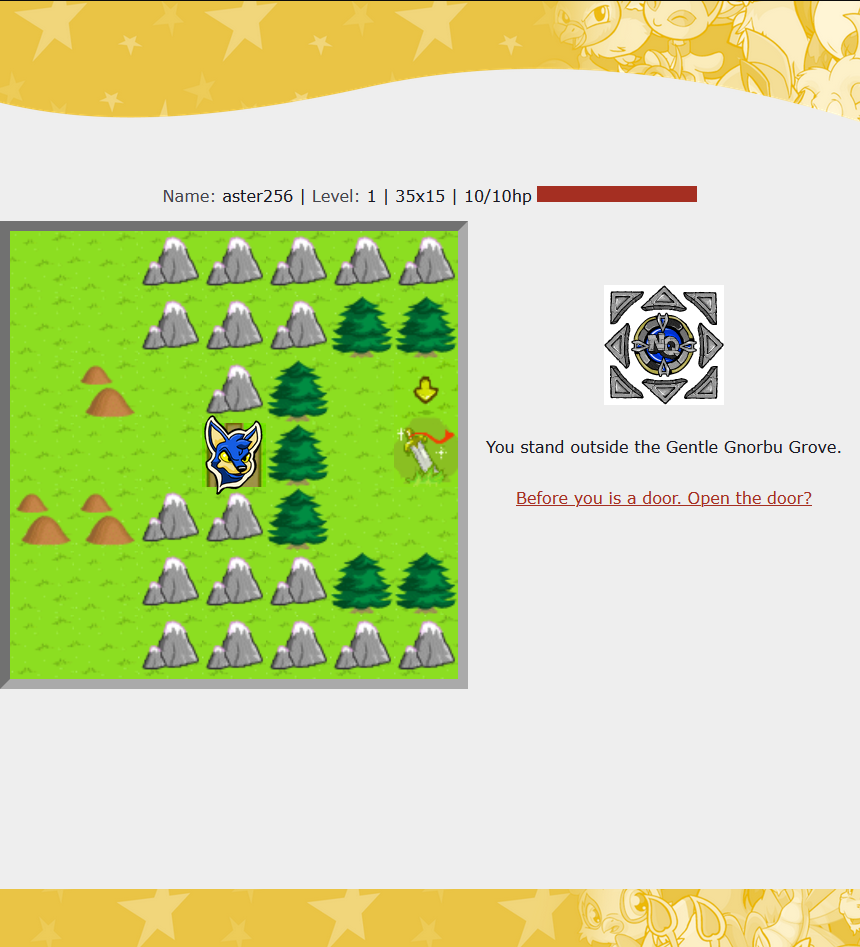 Name: aster256 | Level: 1 | 35x15 | 10/10hp
NQ
You stand outside the Gentle Gnorbu Grove.
Before you is a door. Open the door?